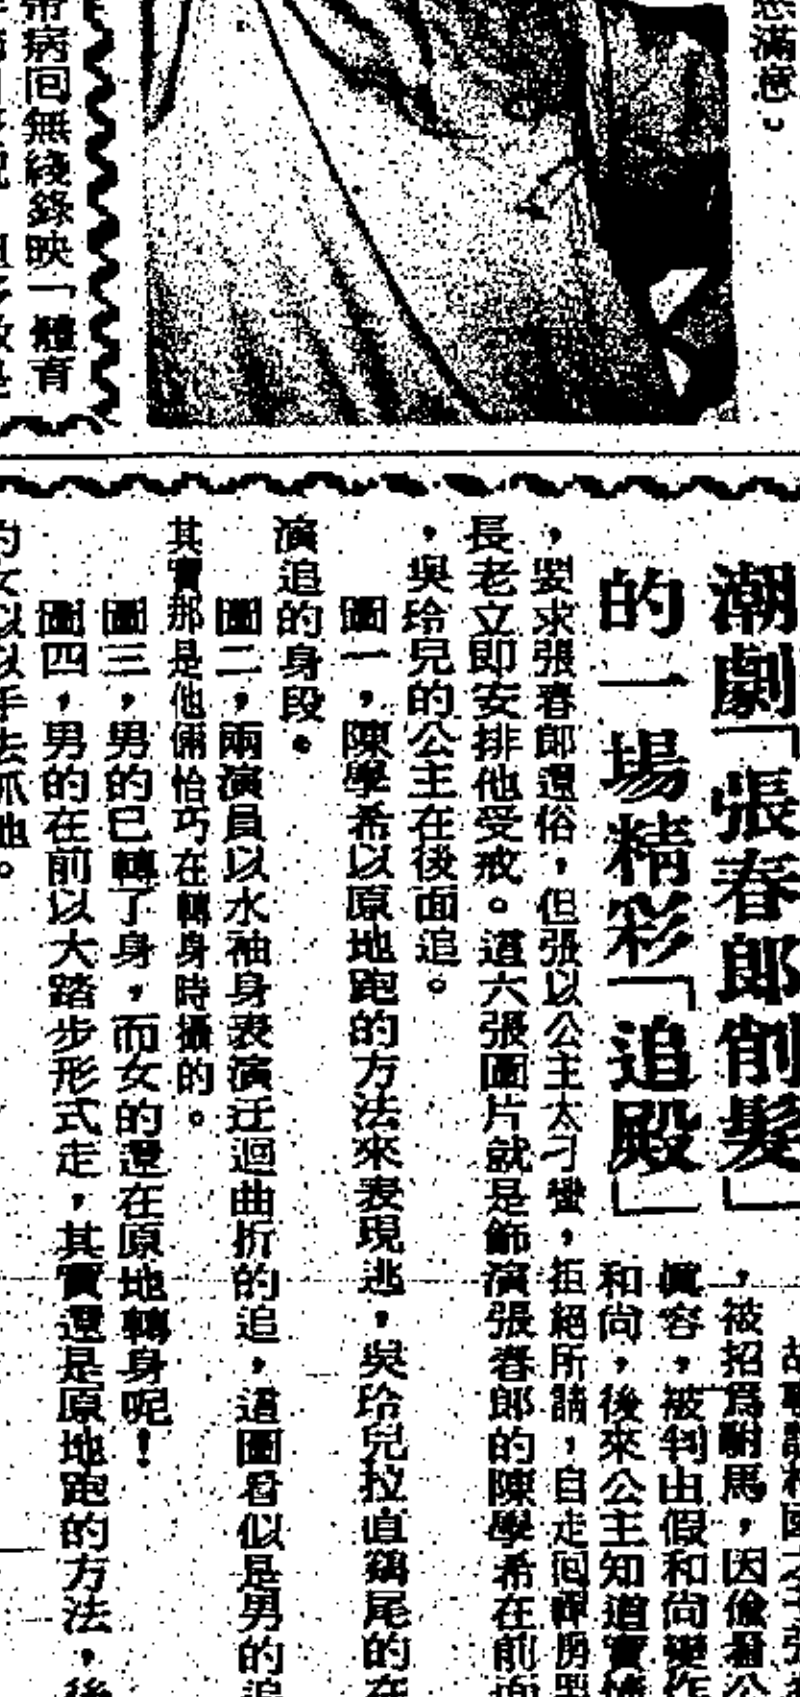 滿意。
潮劇「張春郎削髮」
的一場精彩「追殿」
，被招爲駙馬，因偷看公
眞容，被判由假和尙變作
和尙，後來公主知道實情
，要求張春郎還俗，但張以公主太刁蠻，拒絕所請，自走回禪房
長老立即安排他受戒。這六張圖片就是飾演張春郎的陳學希在前
，吳玲兒的公主在後面追。
圖一，陳學希以原地跑的方法來表現逃，吳玲兒拉直鷄尾的在
演追的身段。
圖二，兩演員以水袖身表演迂迴曲折的追，這圖看似是男的追
其實那是他倆恰巧在轉身時攝的。
圖三，男的已轉了身，而女的還在原地轉身呢！
圖四，男的在前以大踏步形式走，其實還是原地跑的方法，後
的女
手去抓他。
病回無綫錄映「體育